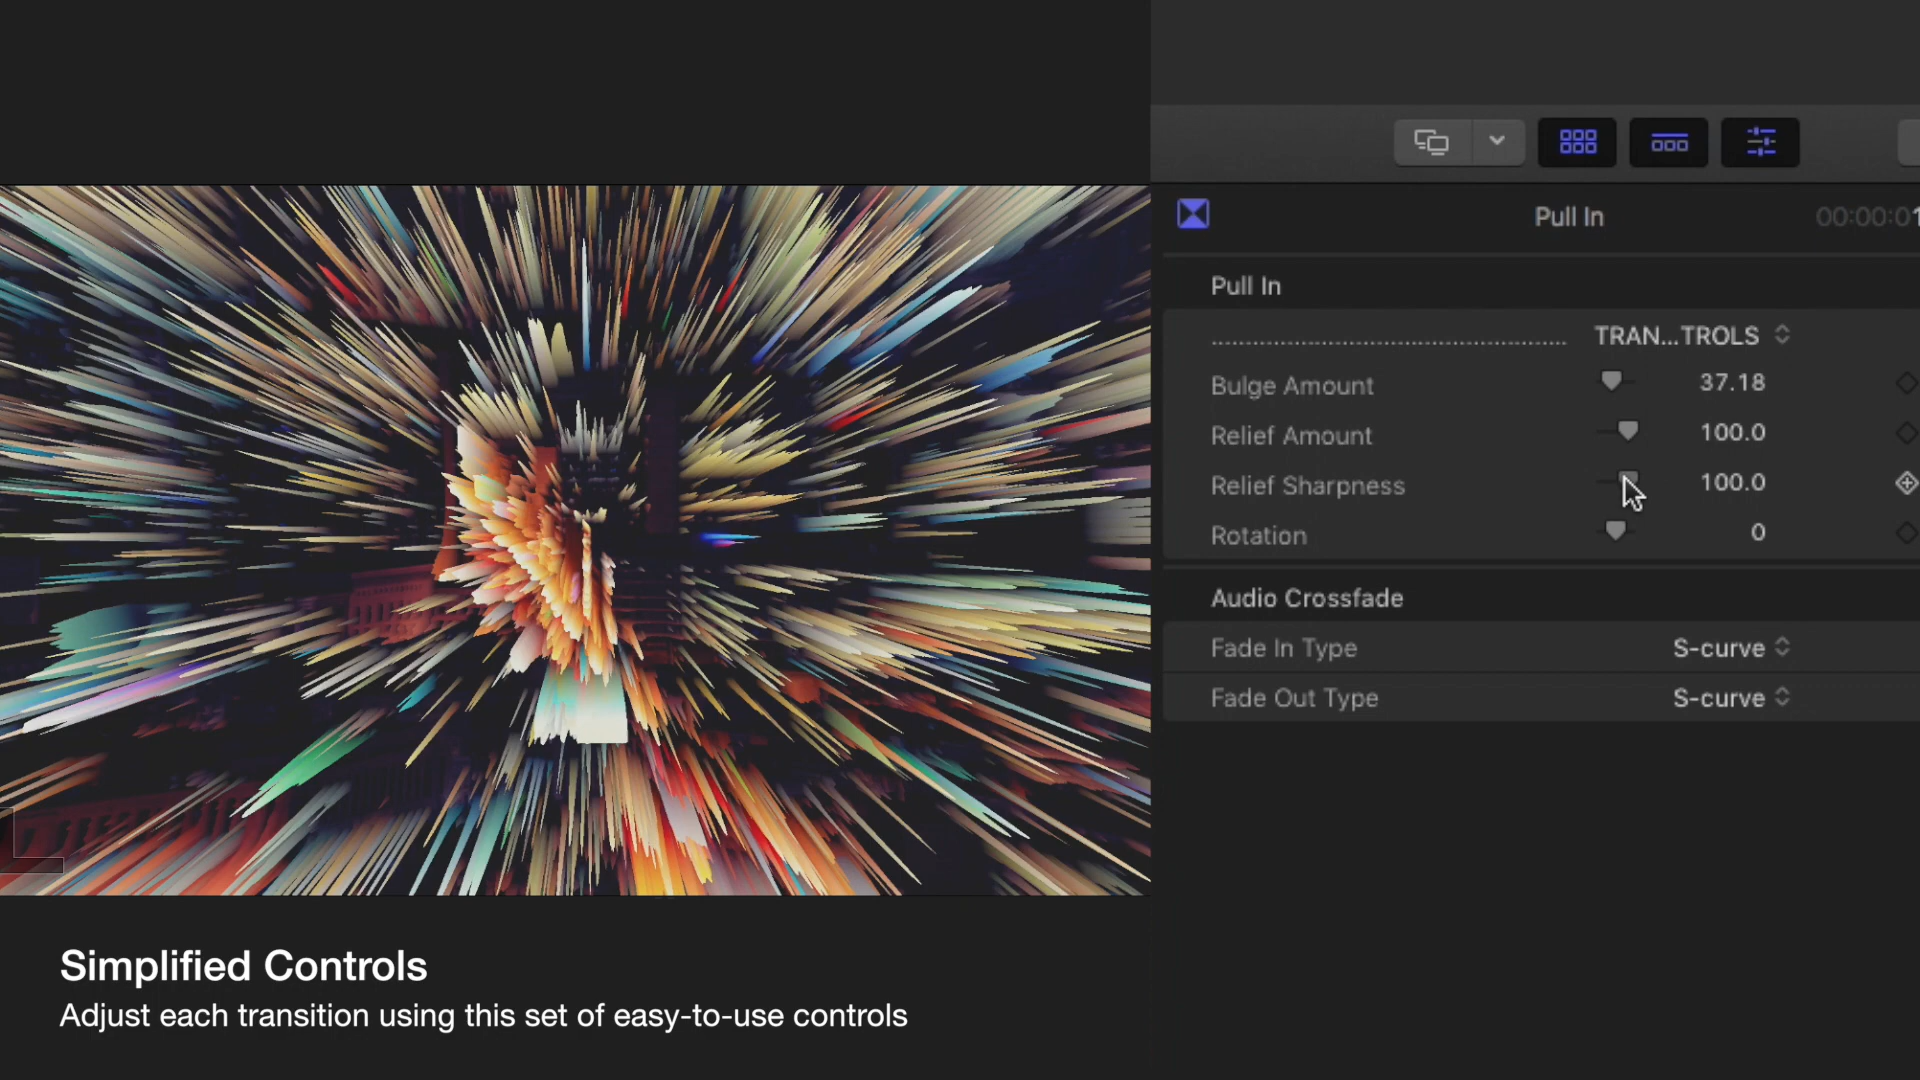 Pull In
00:00:01
Pull In
TRAN...TROLS
Bulge Amount 37.18
Relief Amount 100.0
Relief Sharpness 100.0
Rotation 0
Audio Crossfade
Fade In Type S-curve
Fade Out Type S-curve
Simplified Controls
Adjust each transition using this set of easy-to-use controls